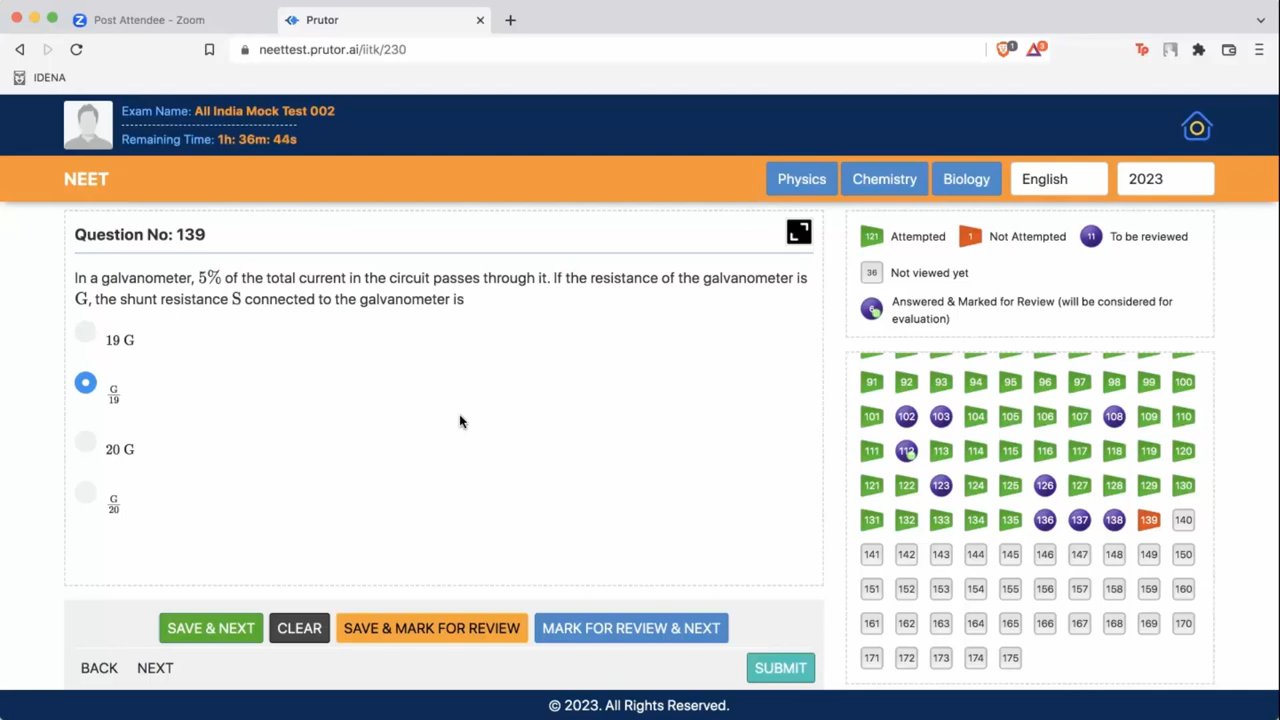 Post Attendee - Zoom
Prutor
neettest.prutor.ai/iitk/230
1
3
Tp
IDENA
Exam Name: All India Mock Test 002
Remaining Time: 1h: 36m: 44s
NEET
Physics
Chemistry
Biology
English
2023
Question No: 139
In a galvanometer, 5% of the total current in the circuit passes through it. If the resistance of the galvanometer is
G, the shunt resistance S connected to the galvanometer is
19 G
G
19
20 G
G
20
SAVE & NEXT
CLEAR
SAVE & MARK FOR REVIEW
MARK FOR REVIEW & NEXT
BACK
NEXT
SUBMIT
121 Attempted
1 Not Attempted
11 To be reviewed
36 Not viewed yet
Answered & Marked for Review (will be considered for
evaluation)
91 92 93 94 95 96 97 98 99 100
101 102 103 104 105 106 107 108 109 110
111 112 113 114 115 116 117 118 119 120
121 122 123 124 125 126 127 128 129 130
131 132 133 134 135 136 137 138 139 140
141 142 143 144 145 146 147 148 149 150
151 152 153 154 155 156 157 158 159 160
161 162 163 164 165 166 167 168 169 170
171 172 173 174 175
© 2023. All Rights Reserved.